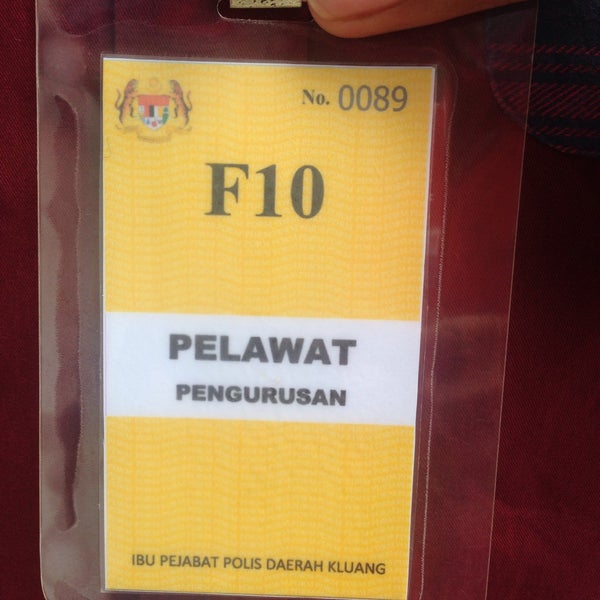 No. 0089
F10
PELAWAT
PENGURUSAN
IBU PEJABAT POLIS DAERAH KLUANG